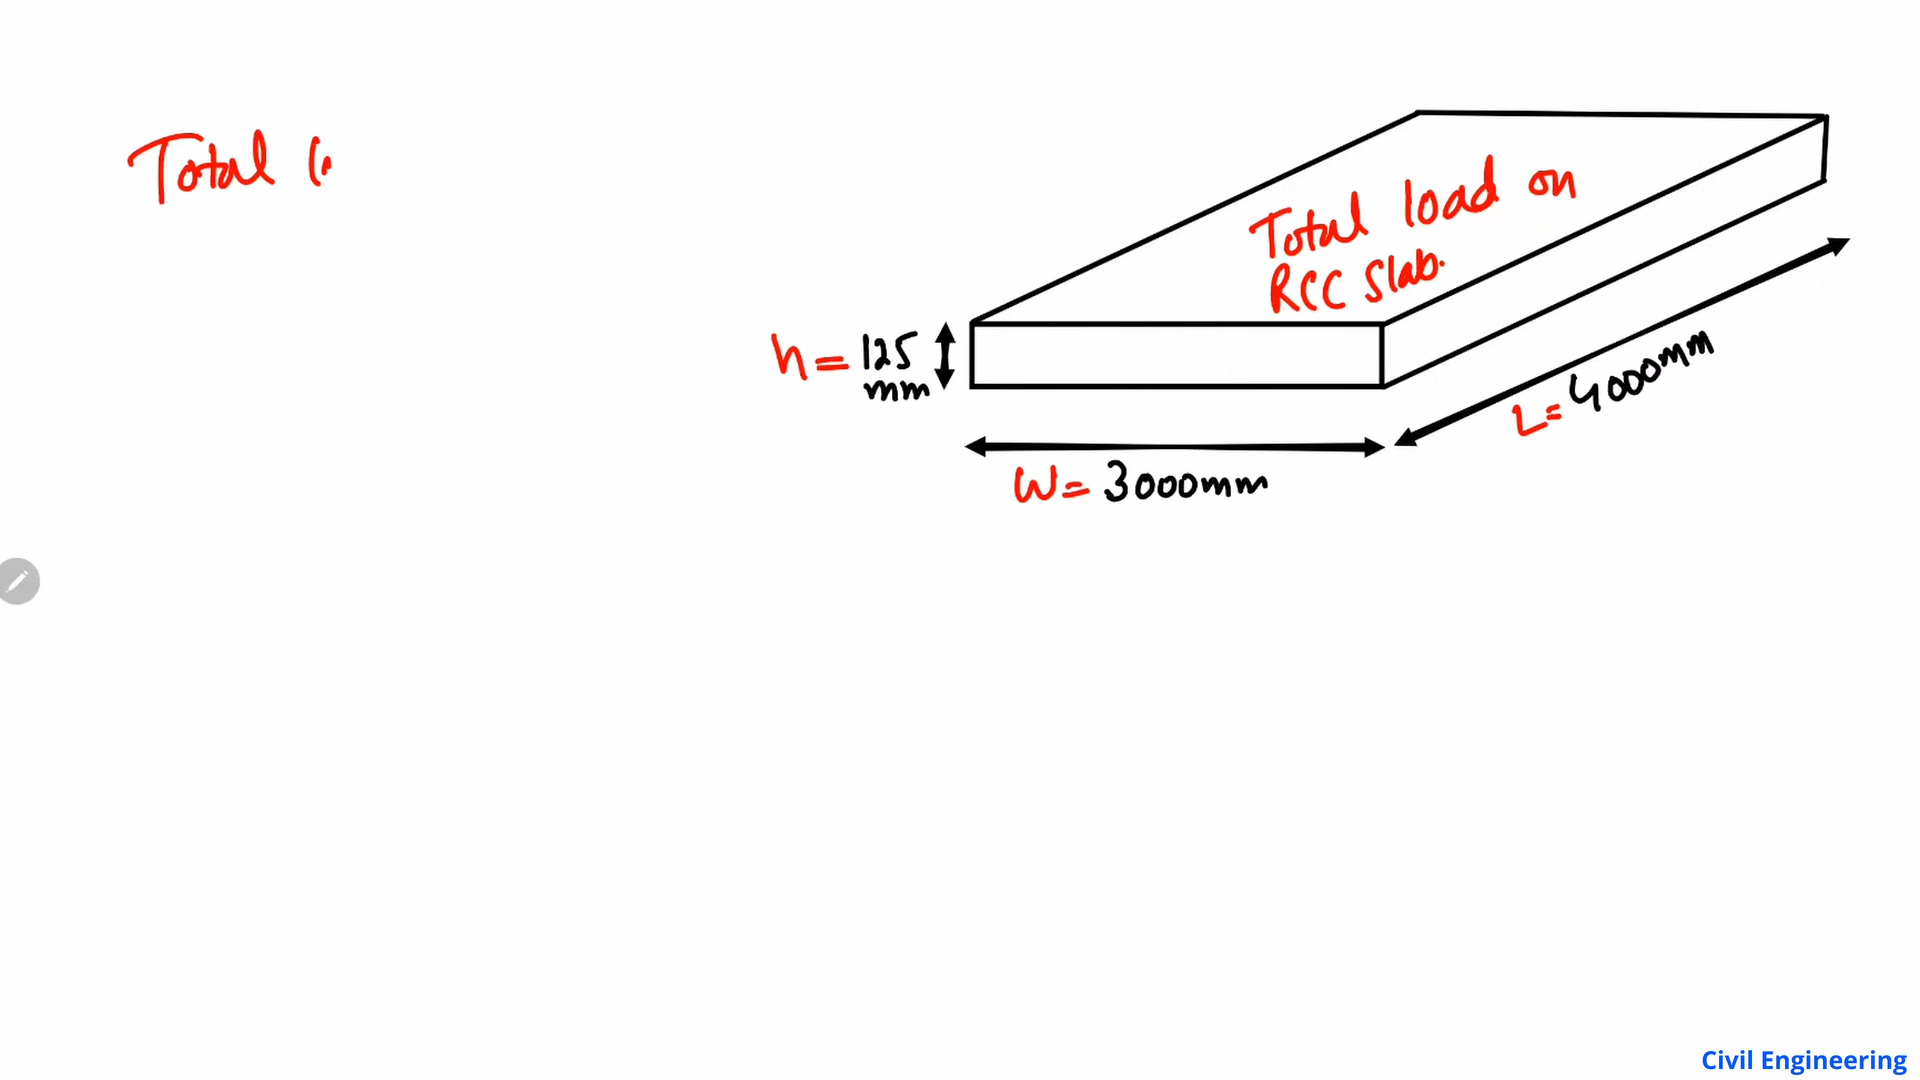 Total
Total load on
RCC Slab.
h = 125
mm
L = 4000mm
W = 3000mm
Civil Engineering